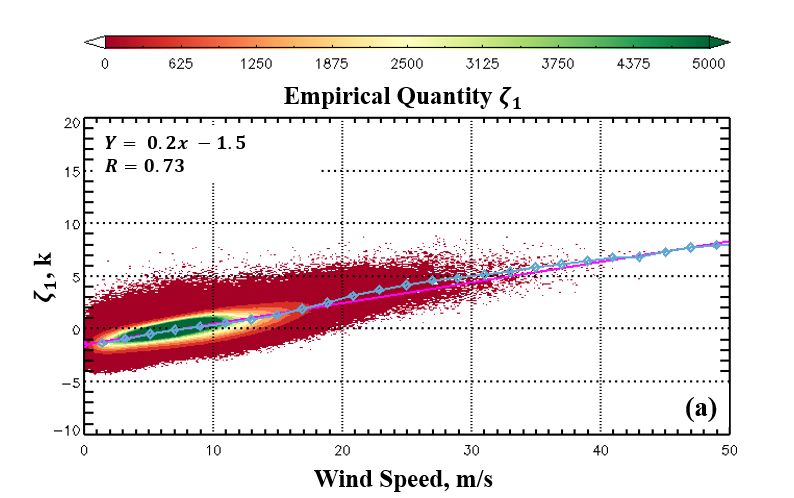 0 625 1250 1875 2500 3125 3750 4375 5000
Empirical Quantity ζ₁
Y = 0.2x − 1.5
R = 0.73
20
15
10
5
0
−5
−10
ζ₁, k
(a)
0 10 20 30 40 50
Wind Speed, m/s